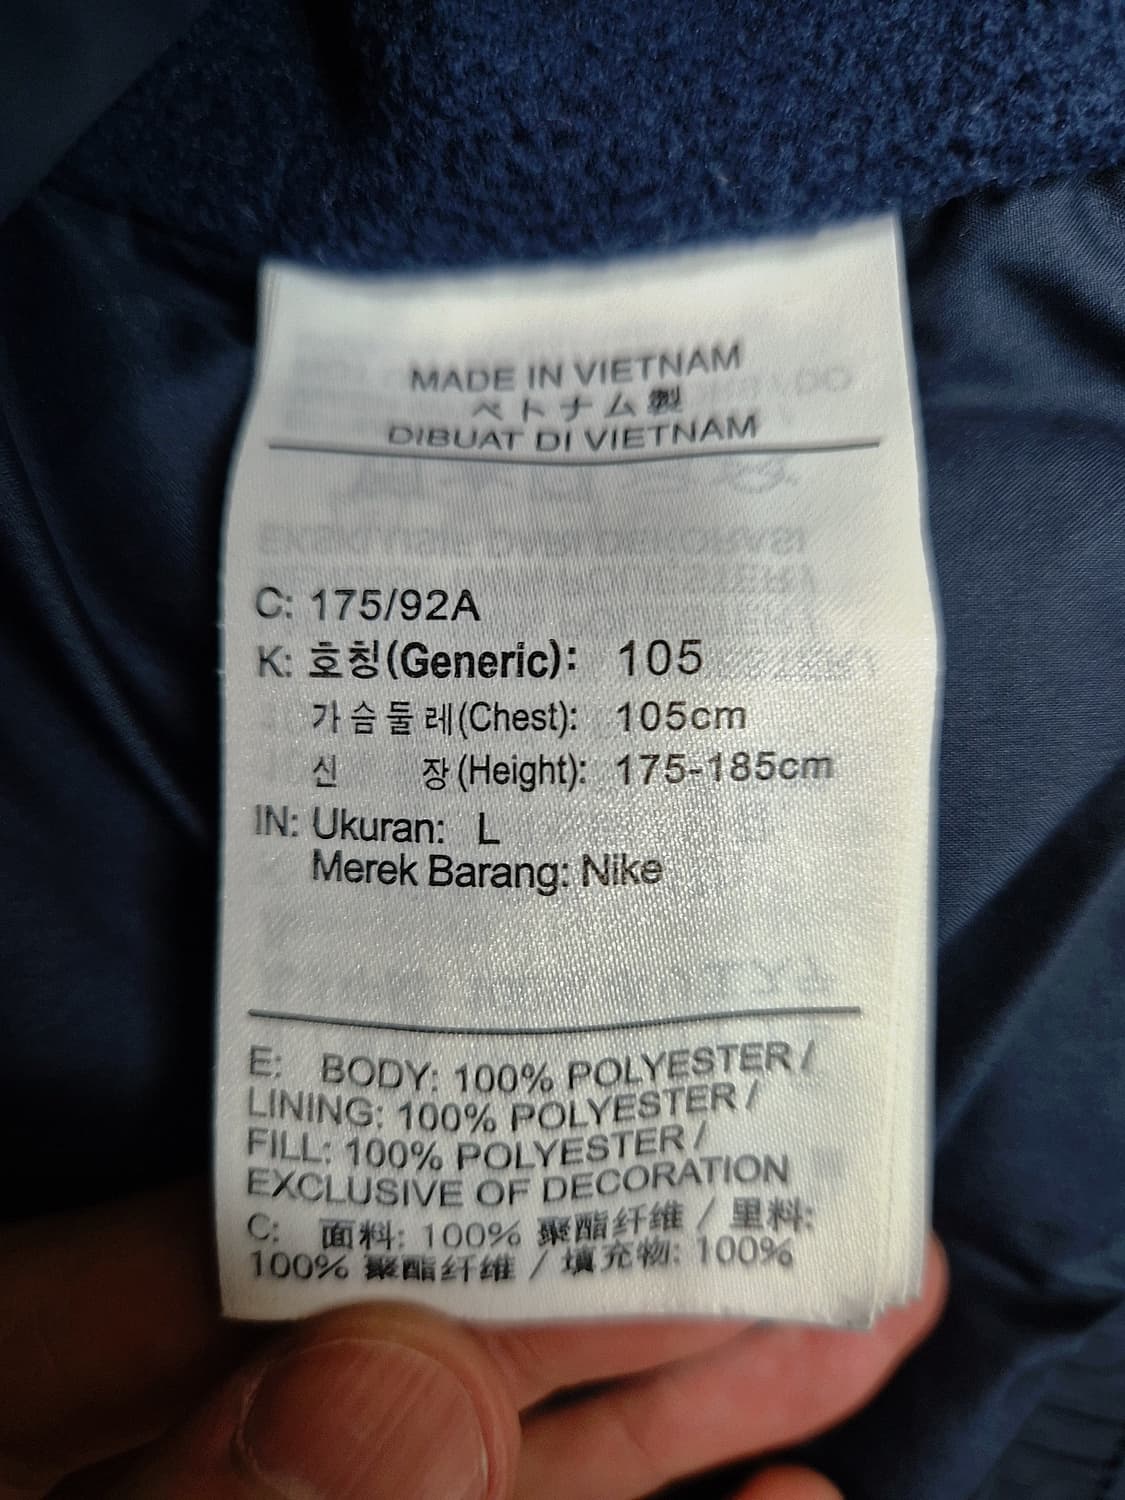 MADE IN VIETNAM
ベトナム製
DIBUAT DI VIETNAM
C: 175/92A
K: 호칭(Generic): 105
가슴둘레(Chest): 105cm
신 장(Height): 175-185cm
IN: Ukuran: L
Merek Barang: Nike
E: BODY: 100% POLYESTER/
LINING: 100% POLYESTER/
FILL: 100% POLYESTER/
EXCLUSIVE OF DECORATION
C: 面料: 100% 聚酯纤维 / 里料:
100% 聚酯纤维 / 填充物: 100%